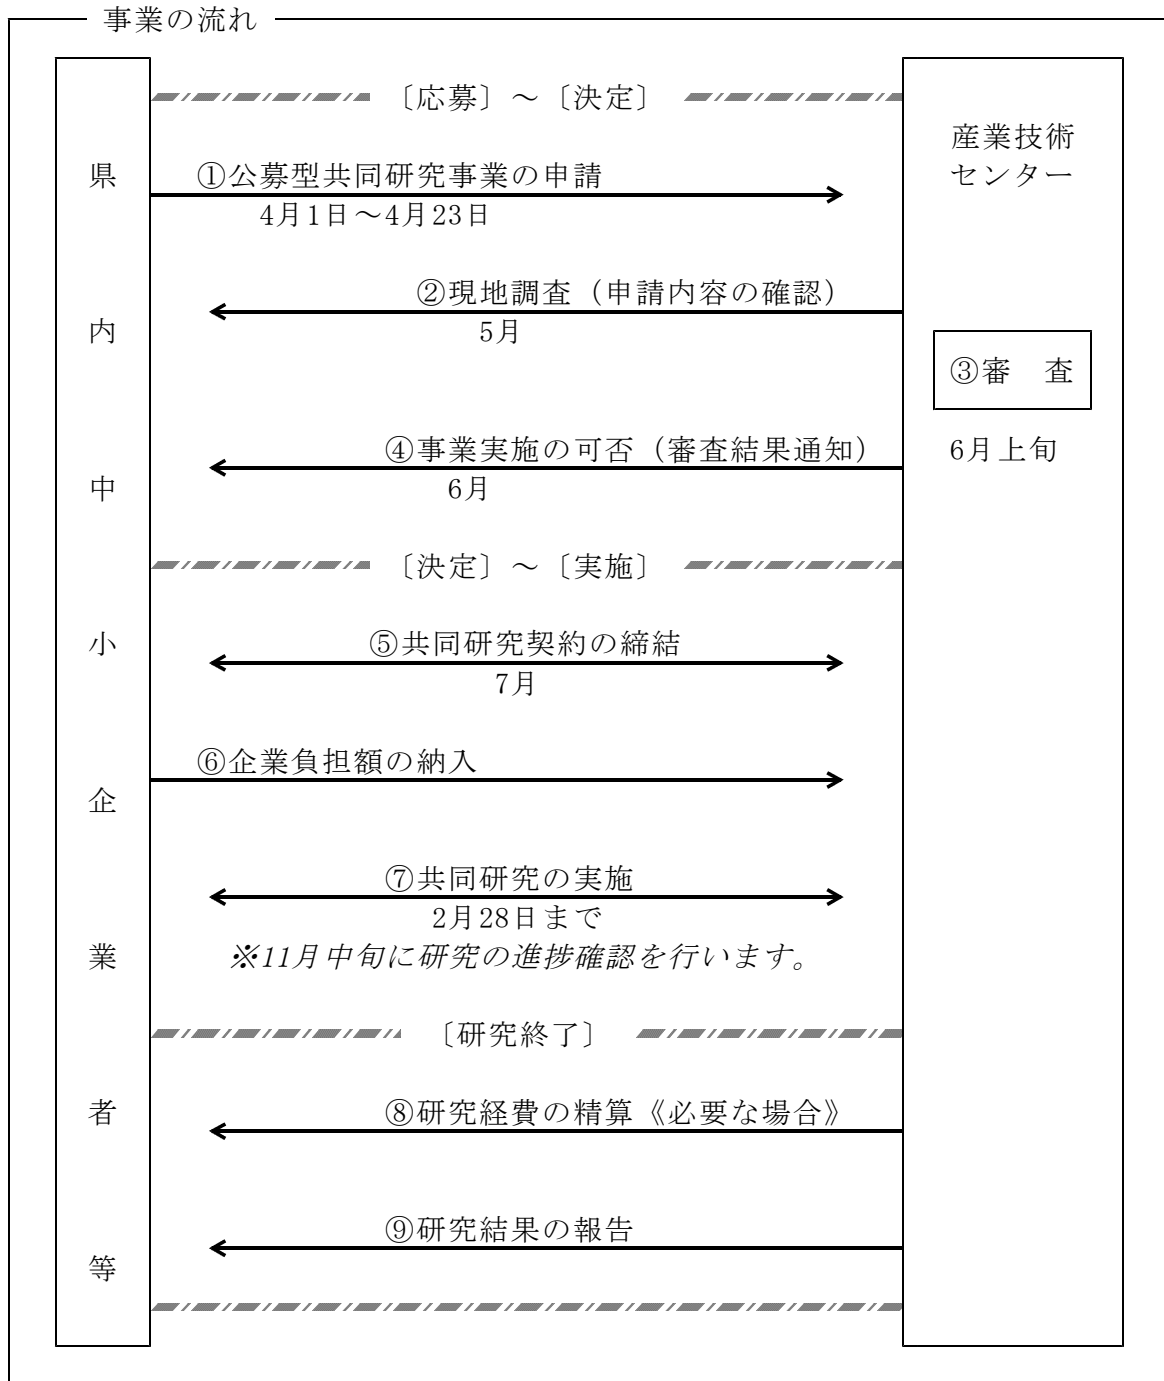 事業の流れ
県内中小企業者等
産業技術
センター
〔応募〕～〔決定〕
①公募型共同研究事業の申請
4月1日～4月23日
②現地調査（申請内容の確認）
5月
③審　査
6月上旬
④事業実施の可否（審査結果通知）
6月
〔決定〕～〔実施〕
⑤共同研究契約の締結
7月
⑥企業負担額の納入
⑦共同研究の実施
2月28日まで
※11月中旬に研究の進捗確認を行います。
〔研究終了〕
⑧研究経費の精算《必要な場合》
⑨研究結果の報告